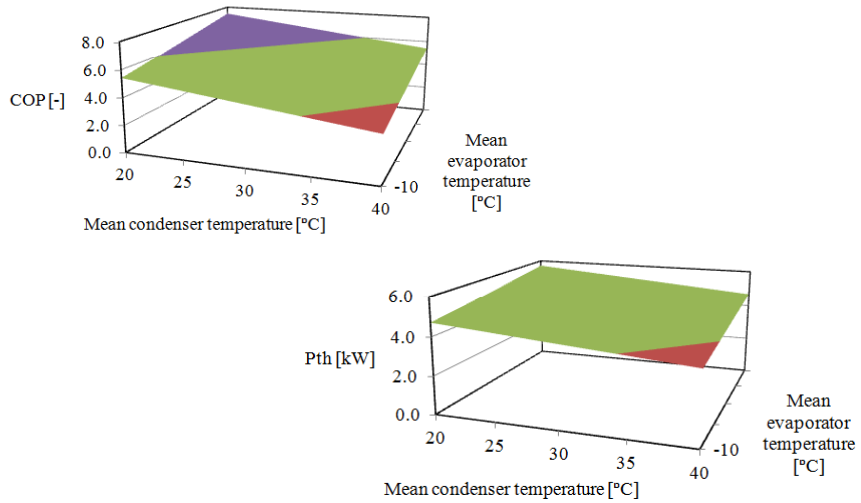 8.0
6.0
COP [-]
4.0
2.0
0.0
20
25
30
35
40
-10
Mean
evaporator
temperature
[°C]
Mean condenser temperature [°C]
6.0
4.0
Pth [kW]
2.0
0.0
20
25
30
35
40
-10
Mean
evaporator
temperature
[°C]
Mean condenser temperature [°C]